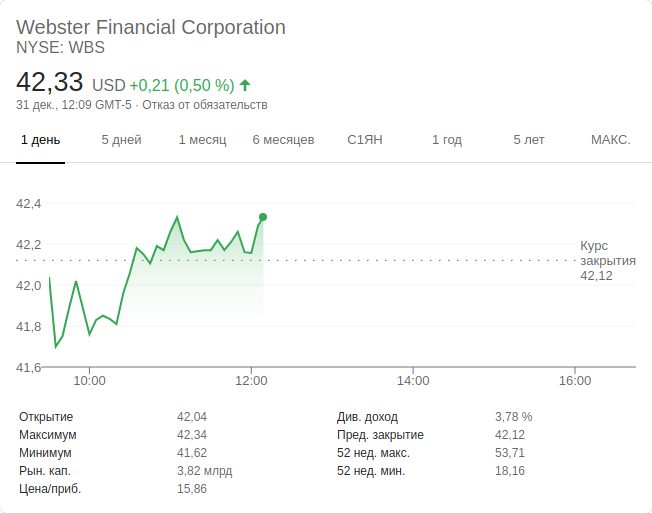 Webster Financial Corporation
NYSE: WBS
42,33 USD +0,21 (0,50 %)
31 дек., 12:09 GMT-5 · Отказ от обязательств
1 день 5 дней 1 месяц 6 месяцев С1ЯН 1 год 5 лет МАКС.
42,4
42,2
42,0
41,8
41,6
Курс
закрытия
42,12
10:00 12:00 14:00 16:00
Открытие 42,04
Максимум 42,34
Минимум 41,62
Рын. кап. 3,82 млрд
Цена/приб. 15,86
Див. доход 3,78 %
Пред. закрытие 42,12
52 нед. макс. 53,71
52 нед. мин. 18,16